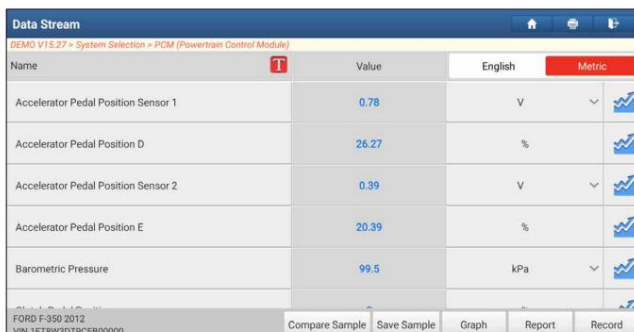 Data Stream
DEMO V15.27 > System Selection > PCM (Powertrain Control Module)
Name T Value English Metric
Accelerator Pedal Position Sensor 1 0.78 V
Accelerator Pedal Position D 26.27 %
Accelerator Pedal Position Sensor 2 0.39 V
Accelerator Pedal Position E 20.39 %
Barometric Pressure 99.5 kPa
FORD F-350 2012
Compare Sample Save Sample Graph Report Record